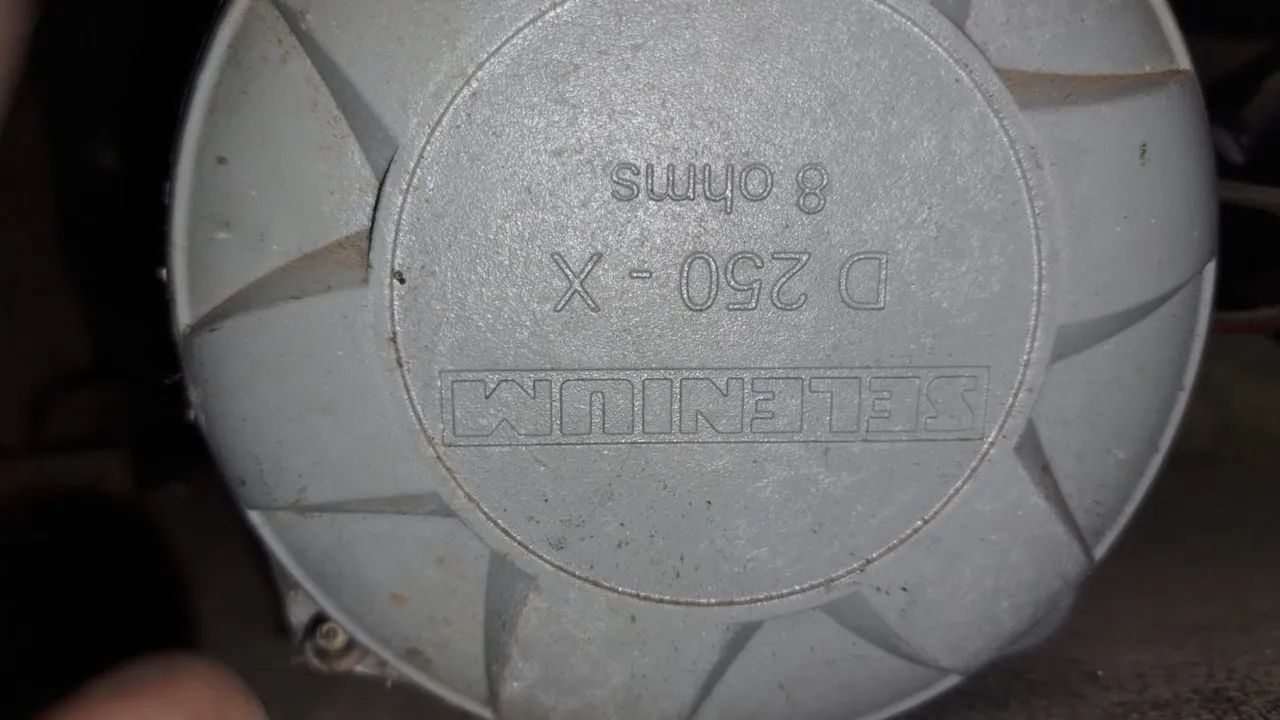 SELENIUM
D 250 - X
8 ohms